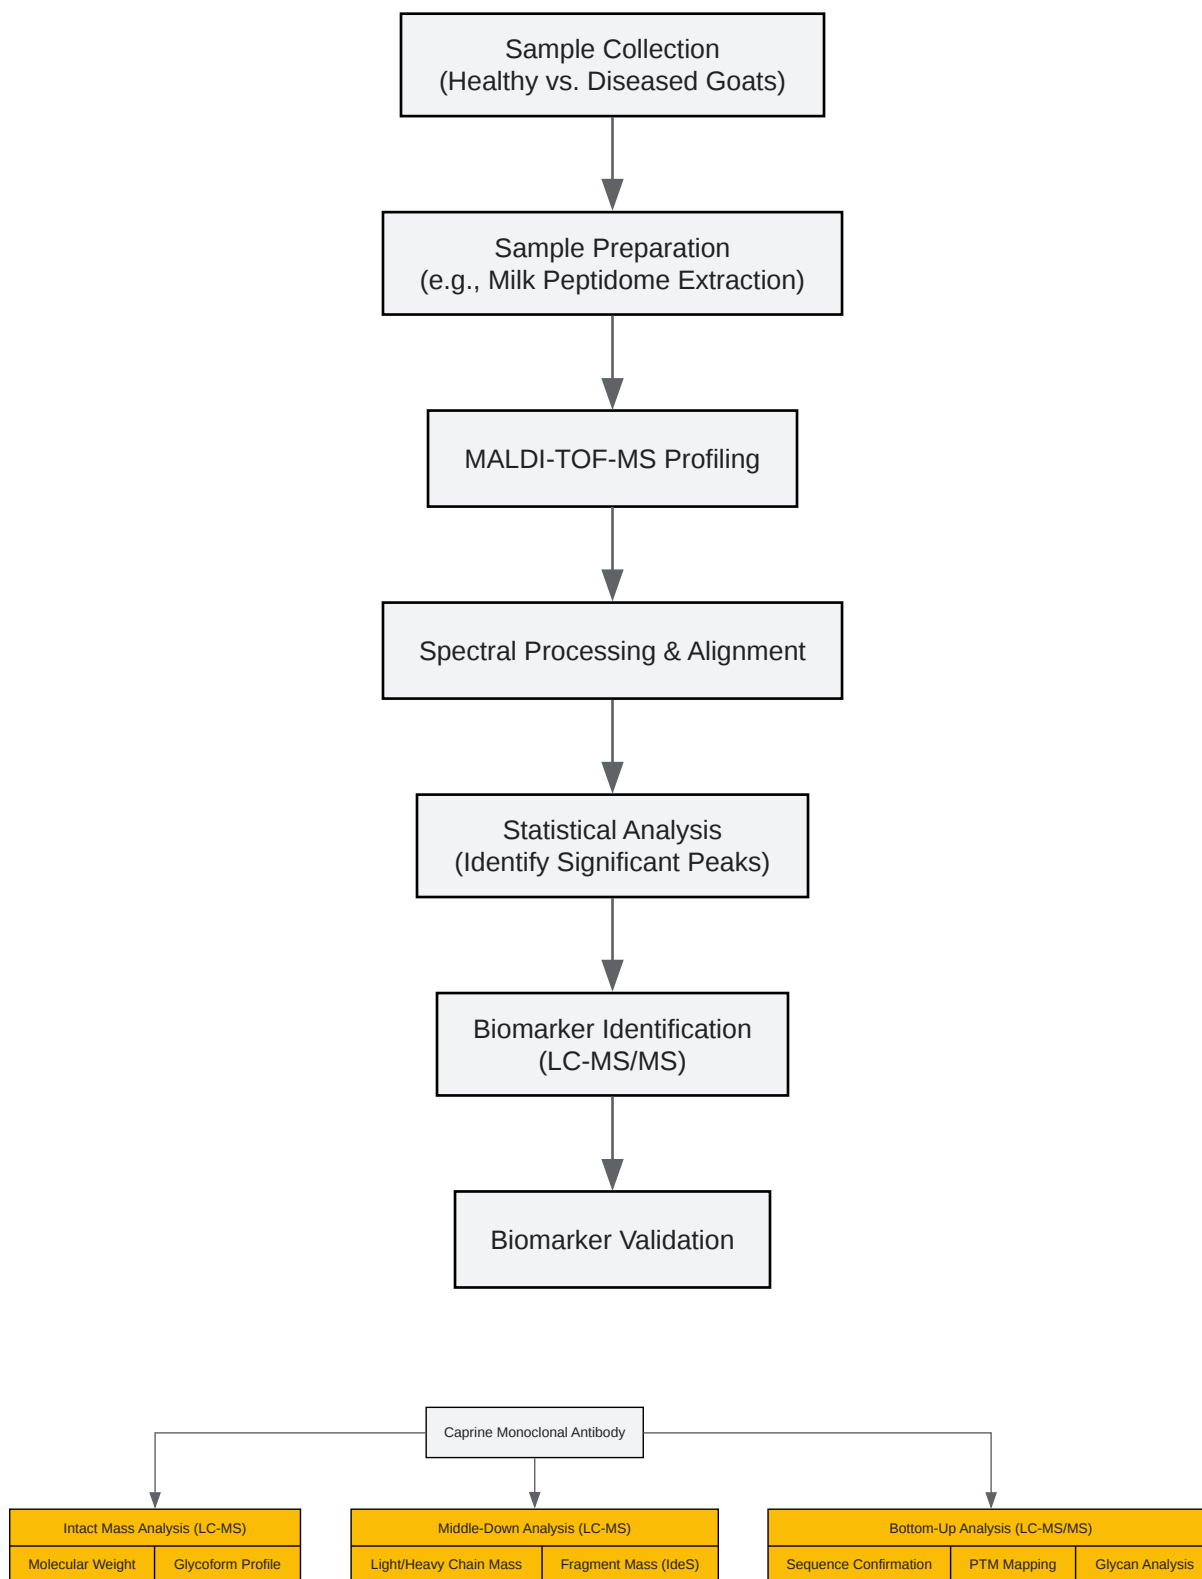 Sample Collection
(Healthy vs. Diseased Goats)
Sample Preparation
(e.g., Milk Peptidome Extraction)
MALDI-TOF-MS Profiling
Spectral Processing & Alignment
Statistical Analysis
(Identify Significant Peaks)
Biomarker Identification
(LC-MS/MS)
Biomarker Validation
Caprine Monoclonal Antibody
Intact Mass Analysis (LC-MS)
Molecular Weight
Glycoform Profile
Middle-Down Analysis (LC-MS)
Light/Heavy Chain Mass
Fragment Mass (IdeS)
Bottom-Up Analysis (LC-MS/MS)
Sequence Confirmation
PTM Mapping
Glycan Analysis